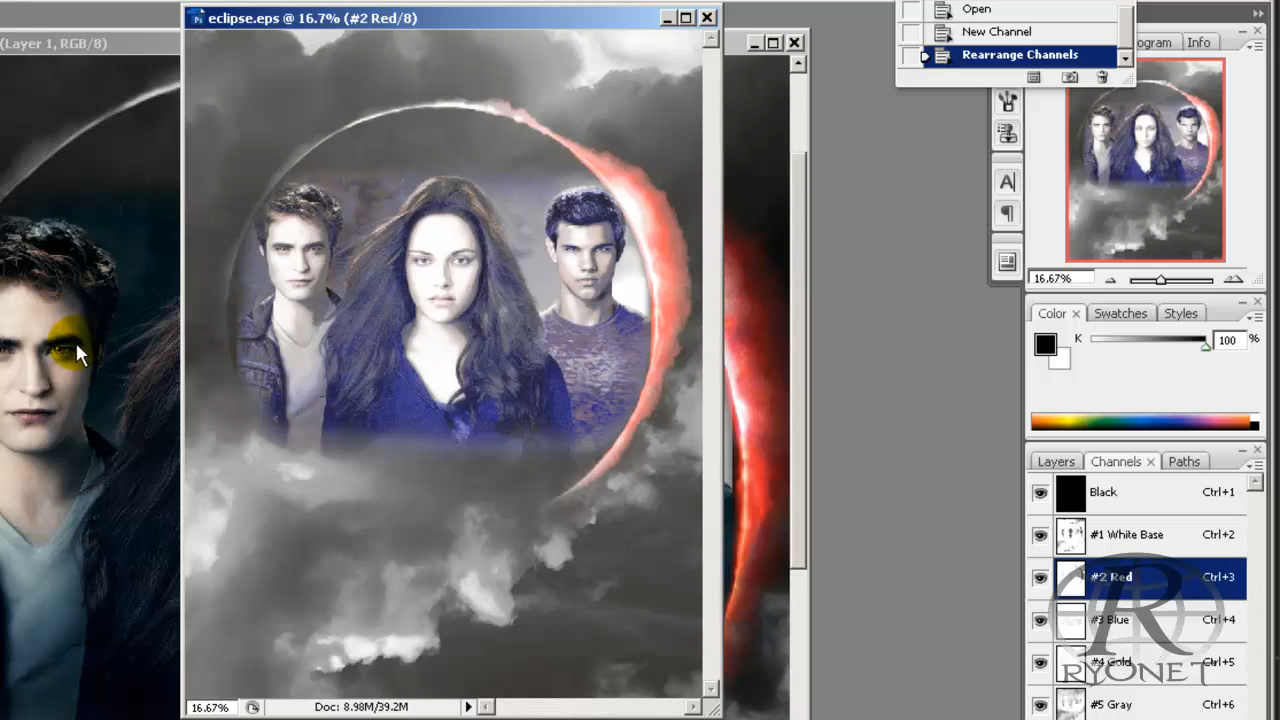 eclipse.eps @ 16.7% (#2 Red/8)
(Layer 1, RGB/8)
Open
New Channel
Rearrange Channels
ogram
Info
16.67%
Color
Swatches
Styles
K
100
%
Layers
Channels
Paths
Black
Ctrl+1
#1 White Base
Ctrl+2
#2 Red
Ctrl+3
#3 Blue
Ctrl+4
#4 Gold
Ctrl+5
#5 Gray
Ctrl+6
R
RYONET
16.67%
Doc: 8.98M/39.2M